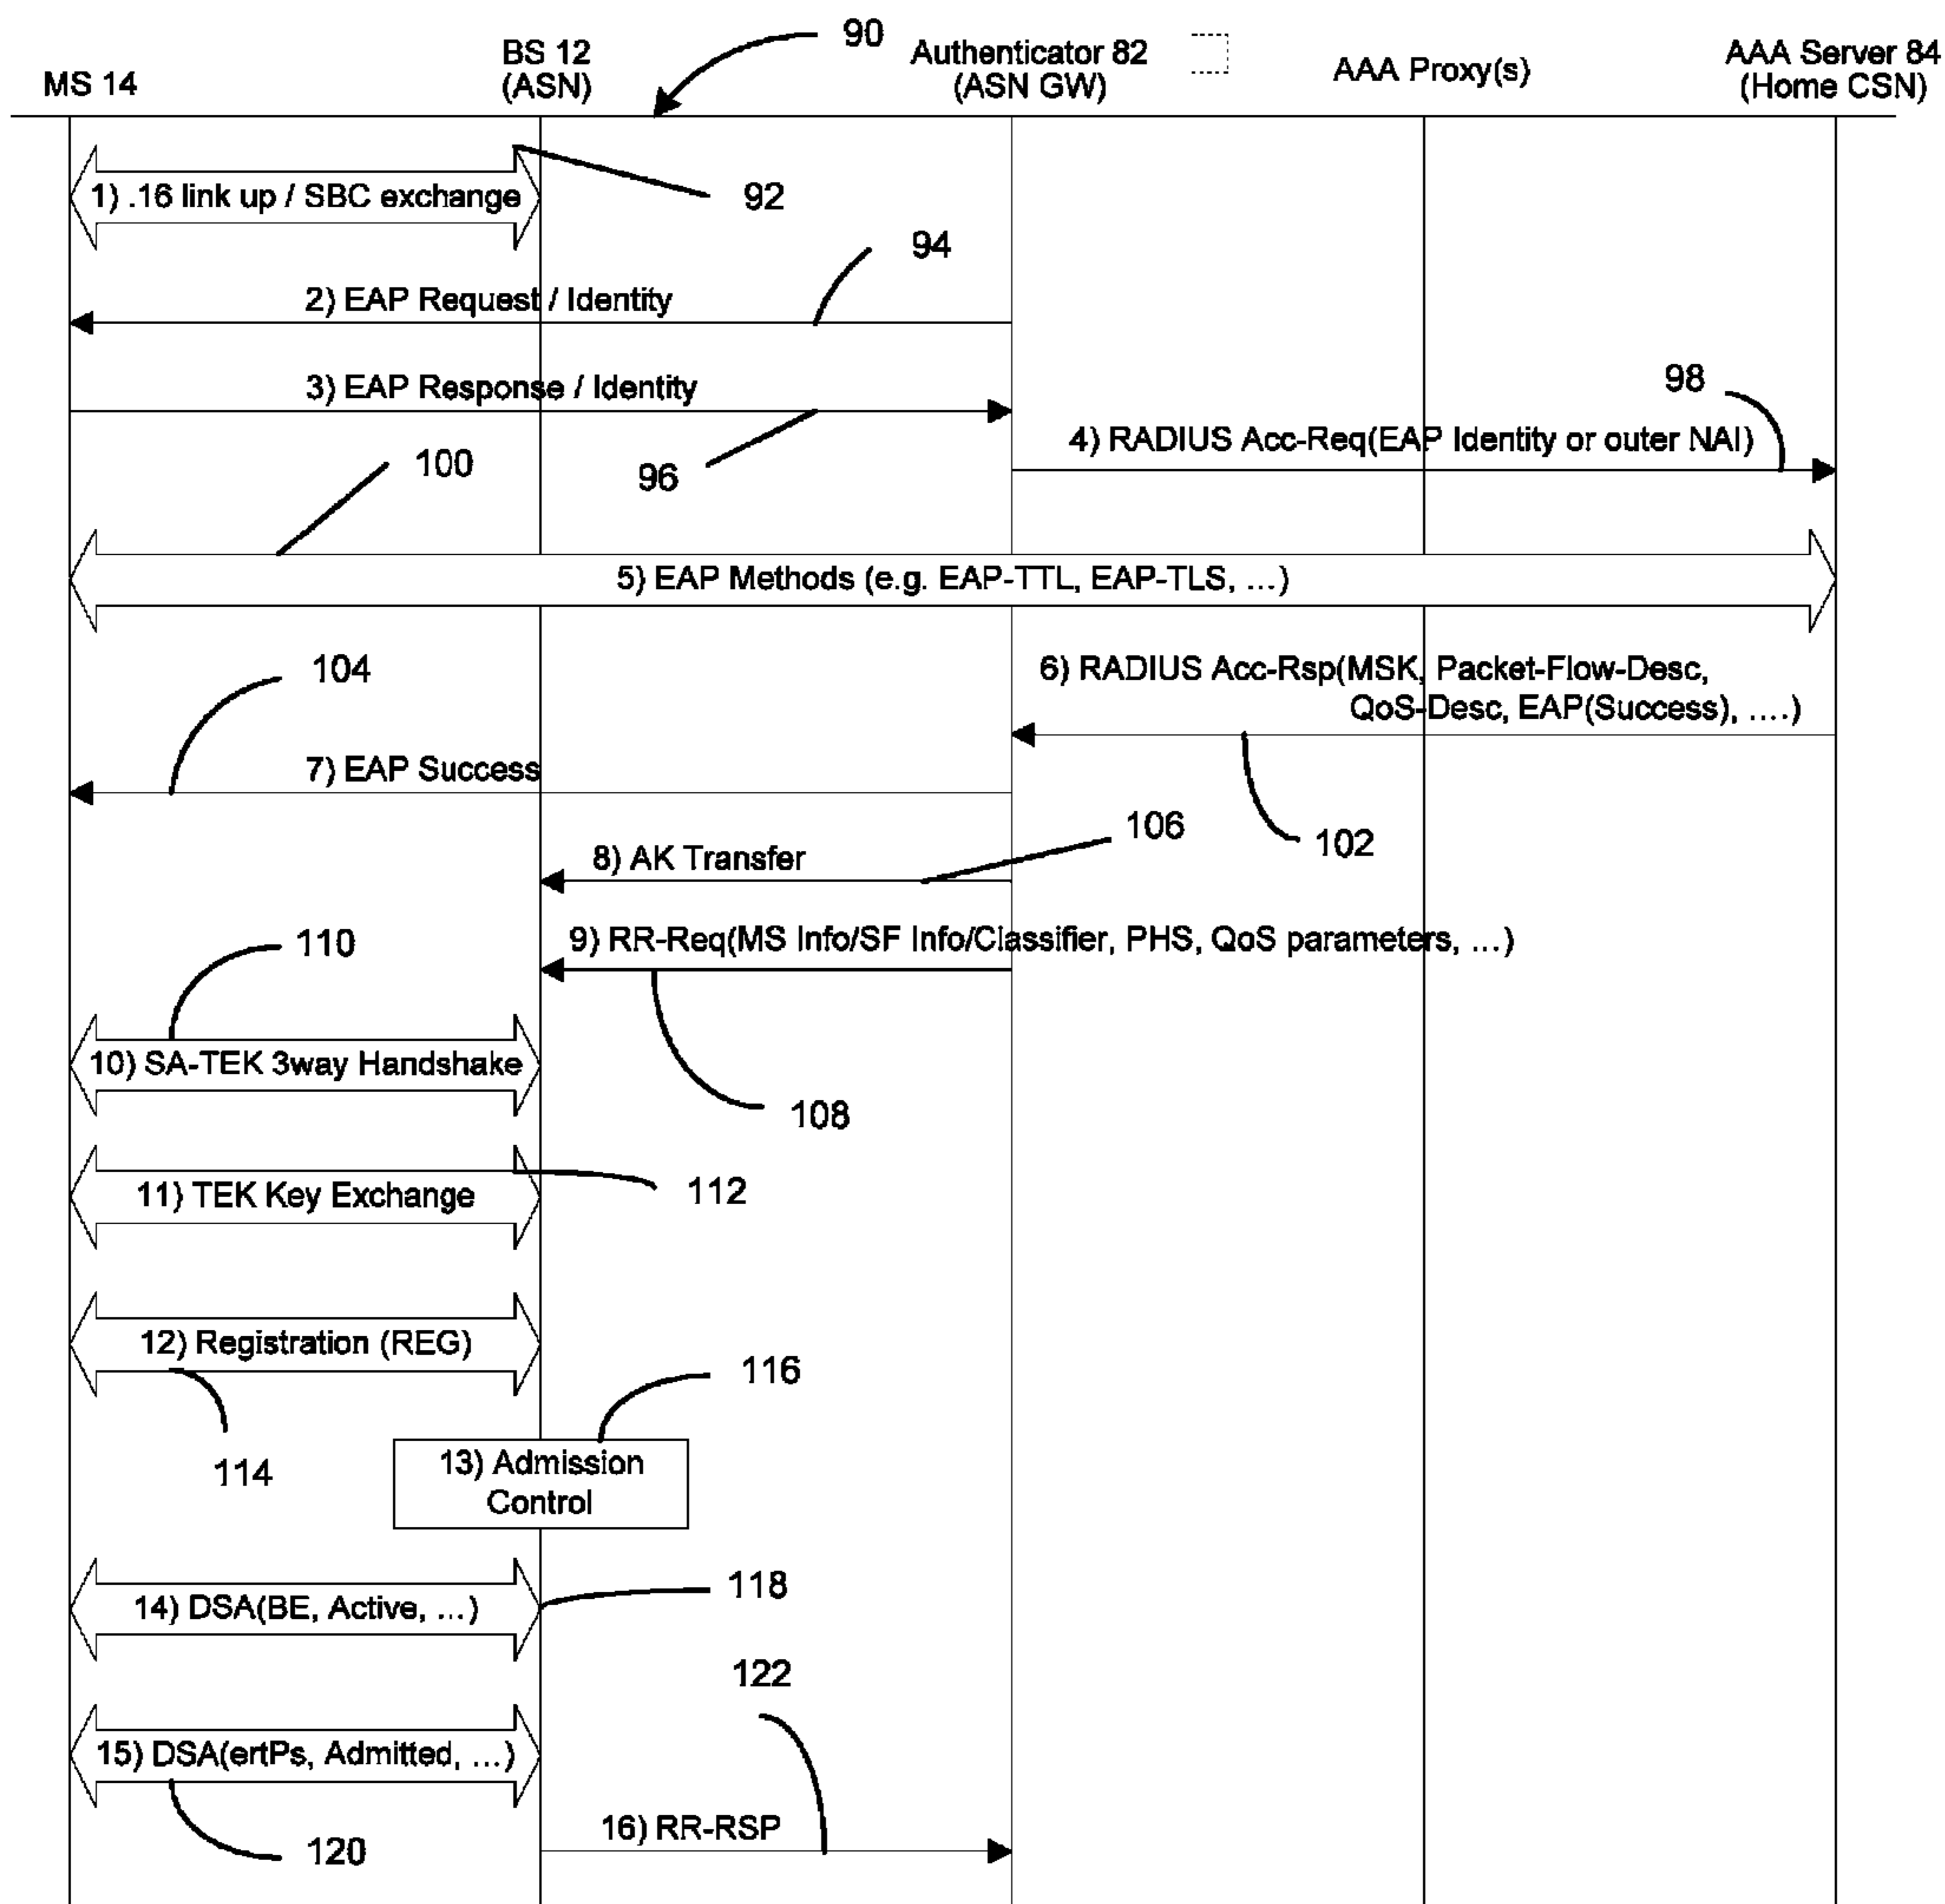 90
BS 12
(ASN)
Authenticator 82
(ASN GW)
AAA Proxy(s)
AAA Server 84
(Home CSN)
MS 14
1) .16 link up / SBC exchange
92
94
2) EAP Request / Identity
3) EAP Response / Identity
98
4) RADIUS Acc-Req(EAP Identity or outer NAI)
100
96
5) EAP Methods (e.g. EAP-TTL, EAP-TLS, ...)
104
6) RADIUS Acc-Rsp(MSK, Packet-Flow-Desc,
QoS-Desc, EAP(Success), ....)
7) EAP Success
106
102
8) AK Transfer
110
9) RR-Req(MS Info/SF Info/Classifier, PHS, QoS parameters, ...)
10) SA-TEK 3way Handshake
108
11) TEK Key Exchange
112
12) Registration (REG)
116
114
13) Admission
Control
14) DSA(BE, Active, ...)
118
122
15) DSA(ertPs, Admitted, ...)
16) RR-RSP
120